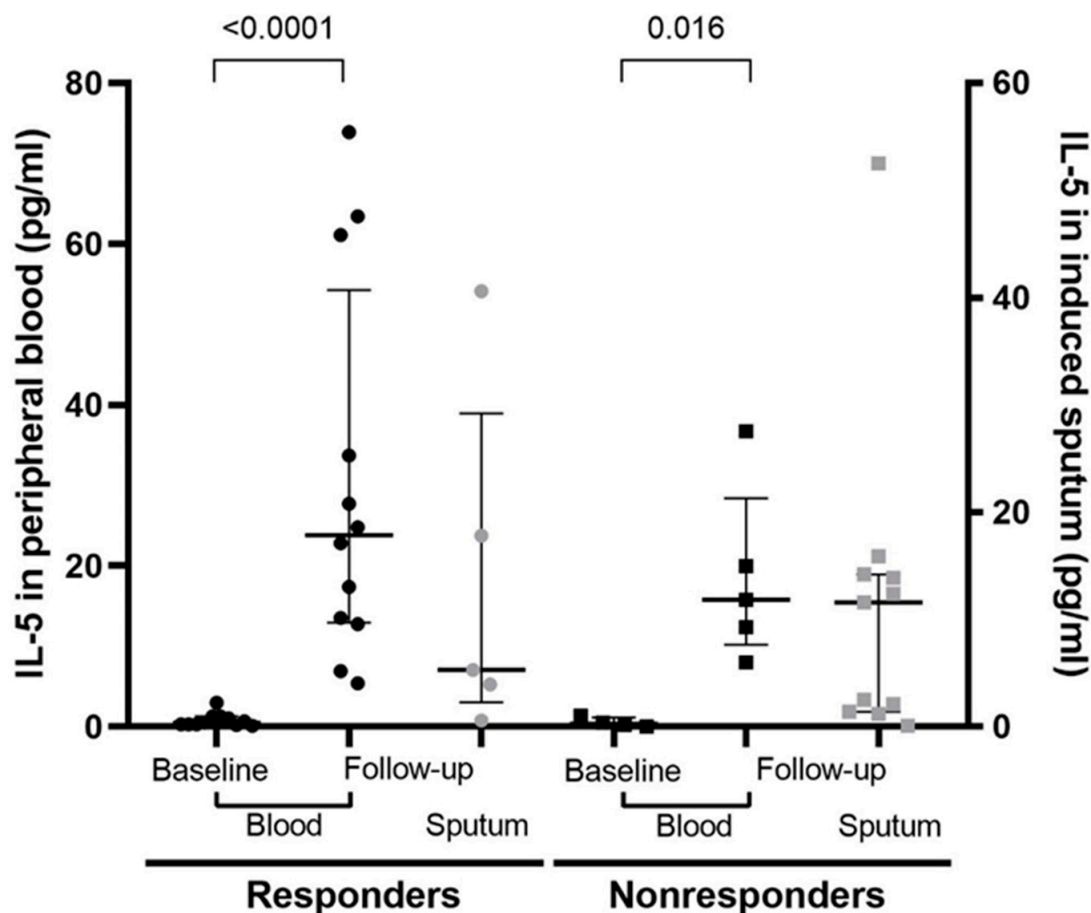 <0.0001 0.016
80 60
60
40
40
20
20
0 0
IL-5 in peripheral blood (pg/ml)
IL-5 in induced sputum (pg/ml)
Baseline Follow-up Baseline Follow-up
Blood Sputum Blood Sputum
Responders Nonresponders